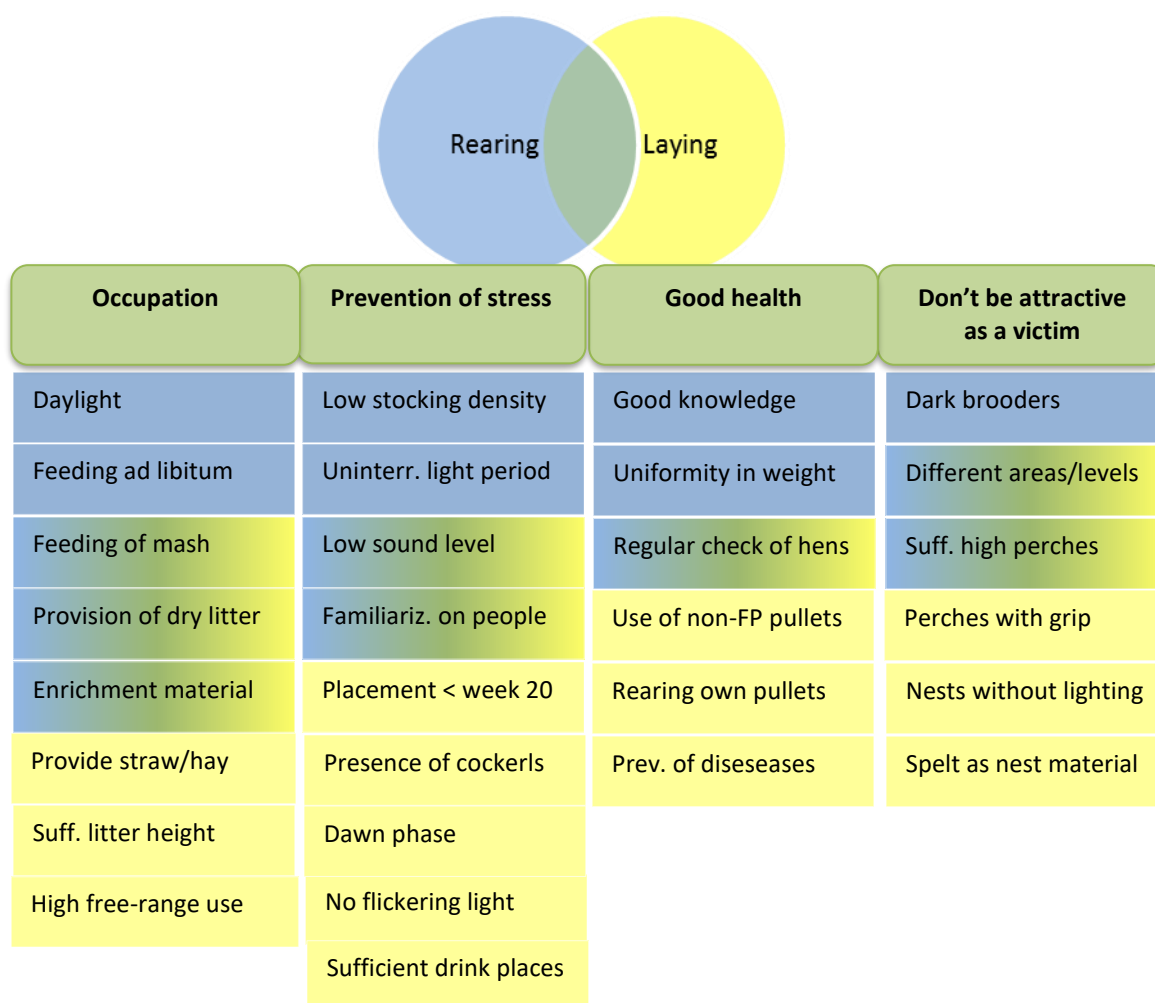 Rearing
Laying
Occupation
Prevention of stress
Good health
Don’t be attractive
as a victim
Daylight
Low stocking density
Good knowledge
Dark brooders
Feeding ad libitum
Uninterr. light period
Uniformity in weight
Different areas/levels
Feeding of mash
Low sound level
Regular check of hens
Suff. high perches
Provision of dry litter
Familiariz. on people
Use of non-FP pullets
Perches with grip
Enrichment material
Placement < week 20
Rearing own pullets
Nests without lighting
Provide straw/hay
Presence of cockerls
Prev. of diseseases
Spelt as nest material
Suff. litter height
Dawn phase
High free-range use
No flickering light
Sufficient drink places